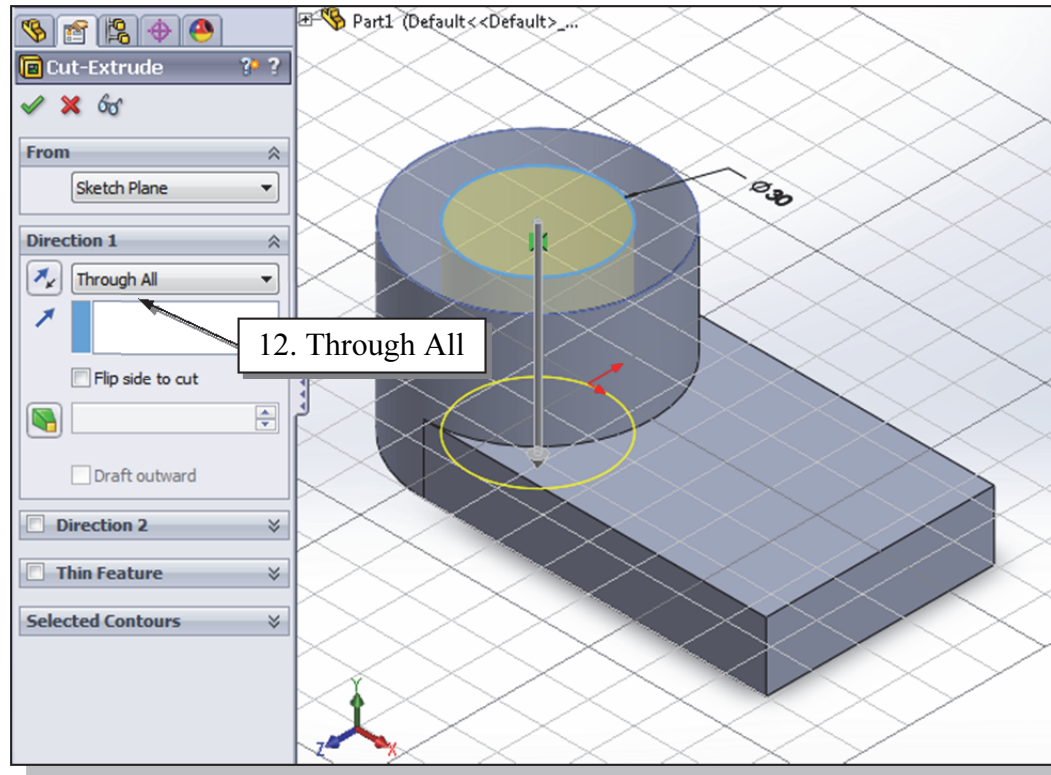 Part1 (Default<<Default>_...
Cut-Extrude
? ?
From
Sketch Plane
Direction 1
Through All
12. Through All
Flip side to cut
Draft outward
Direction 2
Thin Feature
Selected Contours
Ø30
Y
Z
X